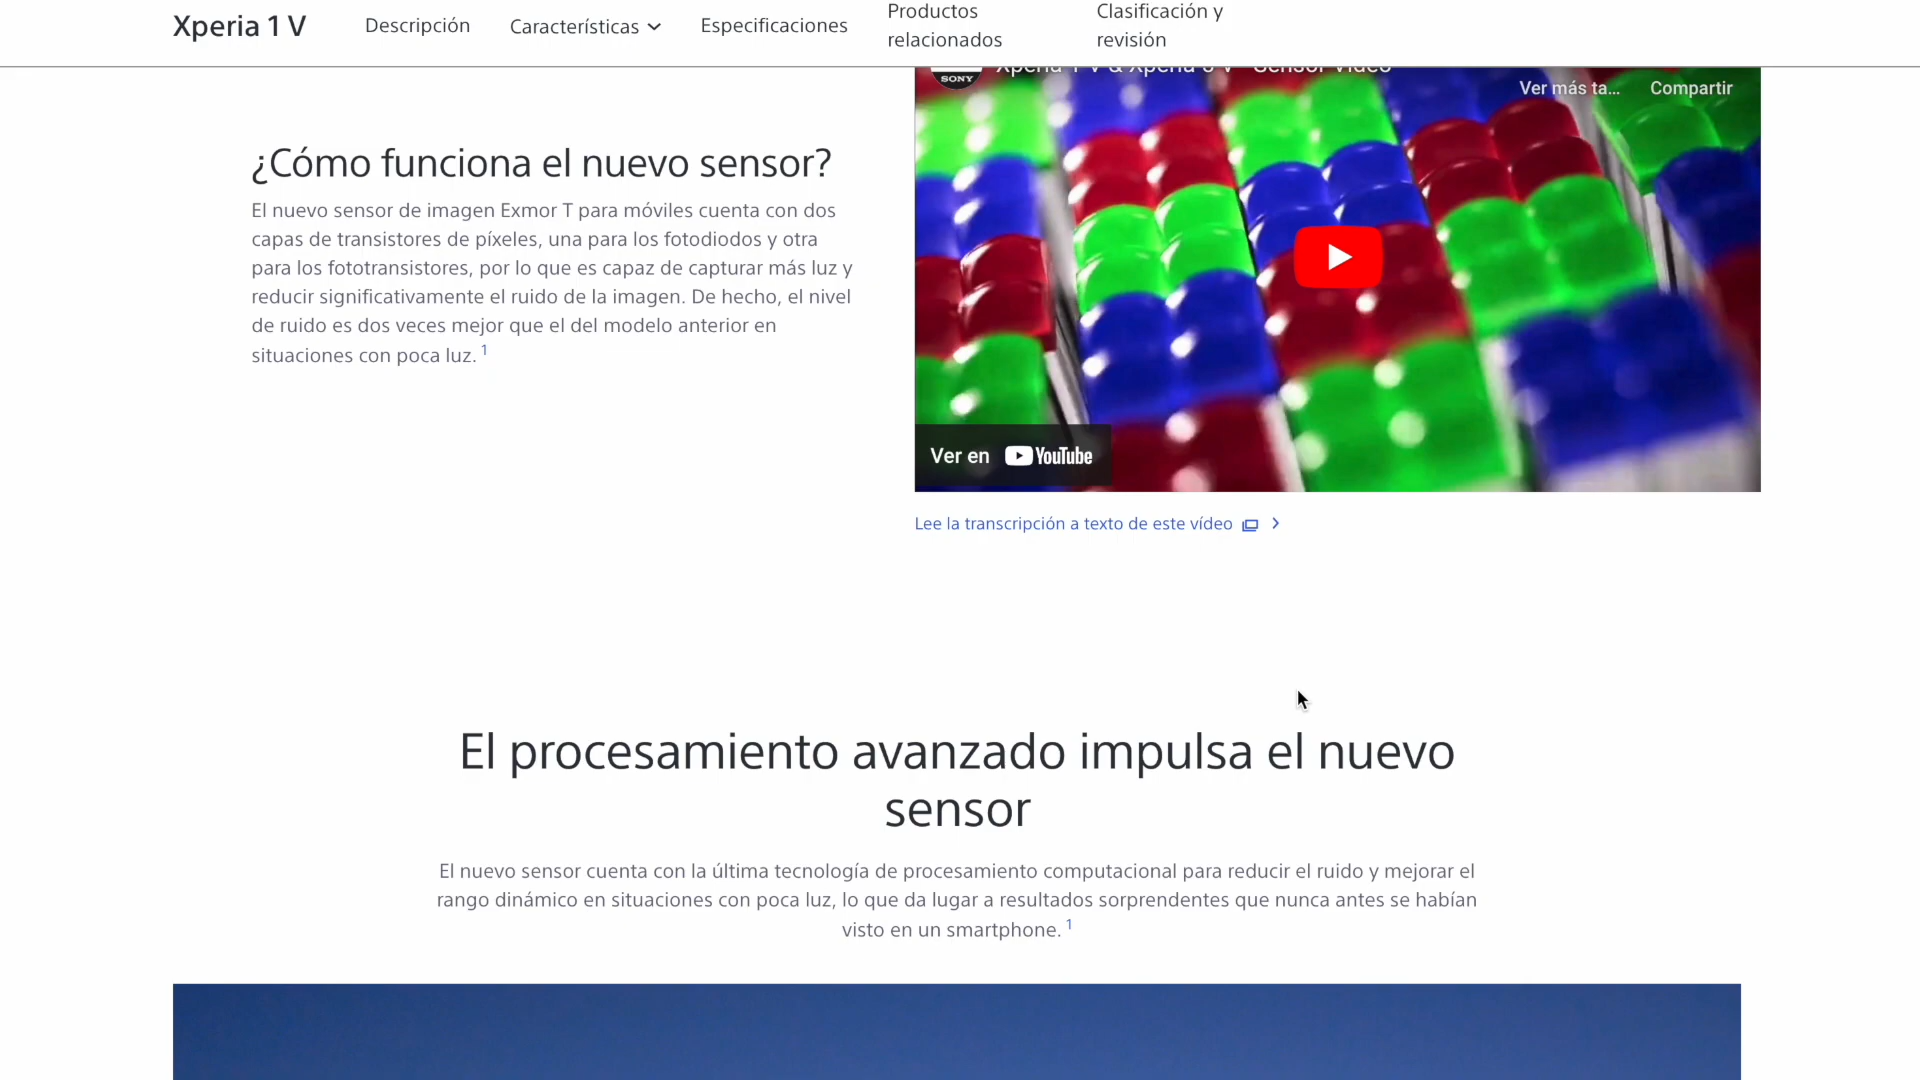 Xperia 1 V
Descripción
Características
Especificaciones
Productos
relacionados
Clasificación y
revisión
SONY
Xperia 1 V & Xperia 5 V - Sensor Video
Ver más ta...
Compartir
¿Cómo funciona el nuevo sensor?
El nuevo sensor de imagen Exmor T para móviles cuenta con dos
capas de transistores de píxeles, una para los fotodiodos y otra
para los fototransistores, por lo que es capaz de capturar más luz y
reducir significativamente el ruido de la imagen. De hecho, el nivel
de ruido es dos veces mejor que el del modelo anterior en
situaciones con poca luz. 1
Ver en YouTube
Lee la transcripción a texto de este vídeo
El procesamiento avanzado impulsa el nuevo
sensor
El nuevo sensor cuenta con la última tecnología de procesamiento computacional para reducir el ruido y mejorar el
rango dinámico en situaciones con poca luz, lo que da lugar a resultados sorprendentes que nunca antes se habían
visto en un smartphone. 1